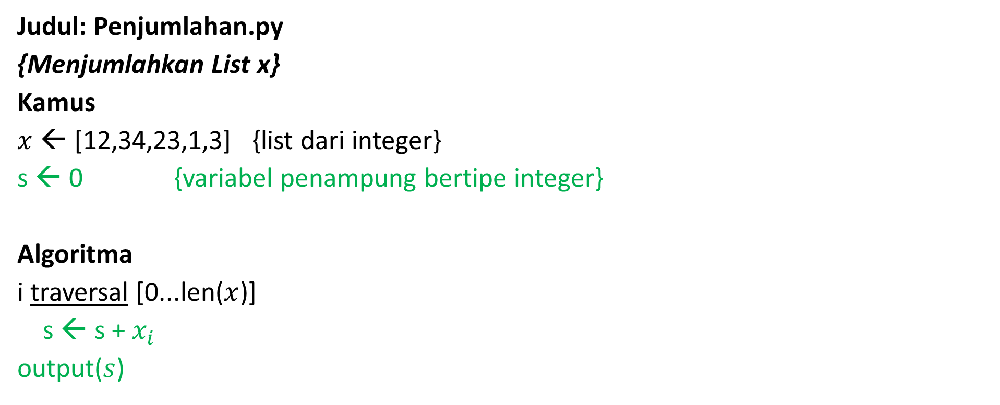 Judul: Penjumlahan.py
{Menjumlahkan List x}
Kamus
x ← [12,34,23,1,3] {list dari integer}
s ← 0 {variabel penampung bertipe integer}
Algoritma
i traversal [0...len(x)]
s ← s + xᵢ
output(s)